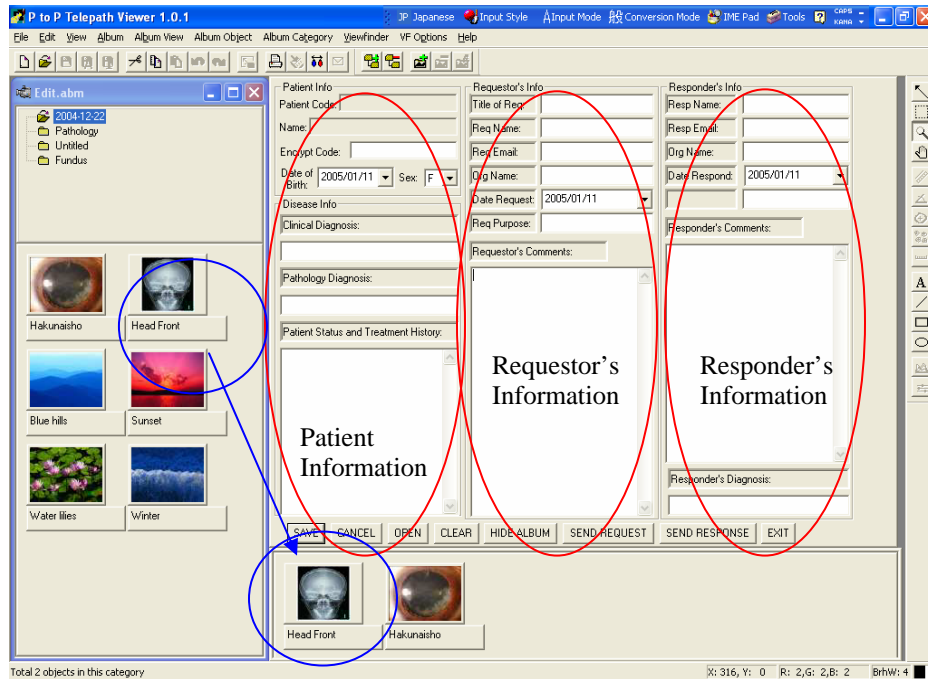 P to P Telepath Viewer 1.0.1
JP Japanese Input Style A Input Mode 般 Conversion Mode IME Pad Tools CAPS KANA
File Edit View Album Album View Album Object Album Category Viewfinder VF Options Help
Edit.abm
2004-12-22
Pathology
Untitled
Fundus
Hakunaisho
Head Front
Blue hills
Sunset
Water lilies
Winter
Patient Info
Patient Code:
Name:
Encrypt Code:
Date of Birth: 2005/01/11 Sex: F
Disease Info
Clinical Diagnosis:
Pathology Diagnosis:
Patient Status and Treatment History:
Patient
Information
Requestor's Info
Title of Req:
Req Name:
Req Email:
Org Name:
Date Request: 2005/01/11
Req Purpose:
Requestor's Comments:
Requestor's
Information
Responder's Info
Resp Name:
Resp Email:
Org Name:
Date Respond: 2005/01/11
Responder's Comments:
Responder's
Information
Responder's Diagnosis:
SAVE CANCEL OPEN CLEAR HIDE ALBUM SEND REQUEST SEND RESPONSE EXIT
Head Front
Hakunaisho
Total 2 objects in this category
X: 316, Y: 0 R: 2,G: 2,B: 2 BrhW: 4
A